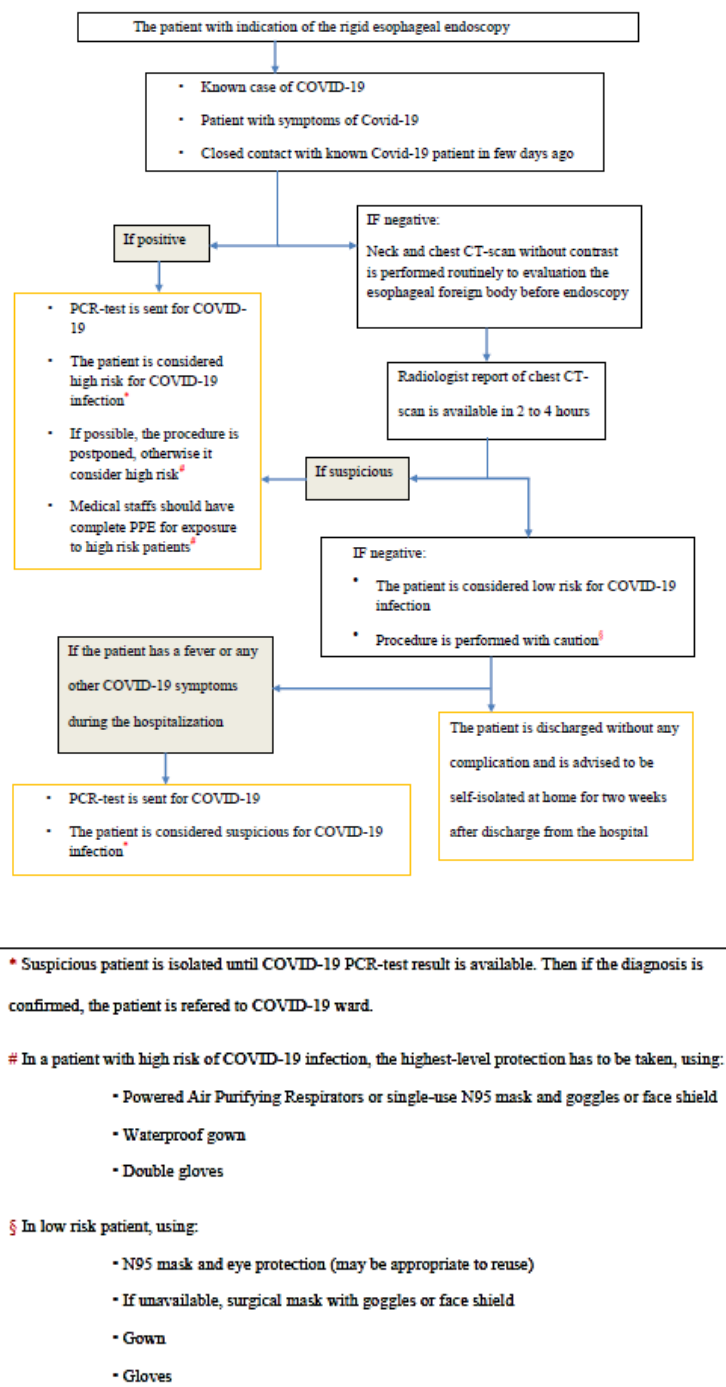 The patient with indication of the rigid esophageal endoscopy
· Known case of COVID-19
· Patient with symptoms of Covid-19
· Closed contact with known Covid-19 patient in few days ago
If positive
IF negative:
Neck and chest CT-scan without contrast
is performed routinely to evaluation the
esophageal foreign body before endoscopy
· PCR-test is sent for COVID-
19
· The patient is considered
high risk for COVID-19
infection*
· If possible, the procedure is
postponed, otherwise it
consider high risk#
· Medical staffs should have
complete PPE for exposure
to high risk patients#
Radiologist report of chest CT-
scan is available in 2 to 4 hours
If suspicious
IF negative:
• The patient is considered low risk for COVID-19
infection
• Procedure is performed with caution§
If the patient has a fever or any
other COVID-19 symptoms
during the hospitalization
The patient is discharged without any
complication and is advised to be
self-isolated at home for two weeks
after discharge from the hospital
· PCR-test is sent for COVID-19
· The patient is considered suspicious for COVID-19
infection*
* Suspicious patient is isolated until COVID-19 PCR-test result is available. Then if the diagnosis is
confirmed, the patient is refered to COVID-19 ward.
# In a patient with high risk of COVID-19 infection, the highest-level protection has to be taken, using:
- Powered Air Purifying Respirators or single-use N95 mask and goggles or face shield
- Waterproof gown
- Double gloves
§ In low risk patient, using:
- N95 mask and eye protection (may be appropriate to reuse)
- If unavailable, surgical mask with goggles or face shield
- Gown
- Gloves